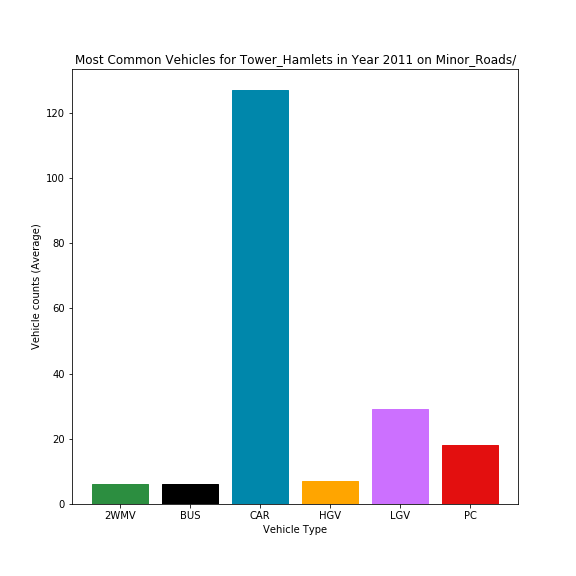 Most Common Vehicles for Tower_Hamlets in Year 2011 on Minor_Roads/
Vehicle counts (Average)
120
100
80
60
40
20
0
2WMV BUS CAR HGV LGV PC
Vehicle Type